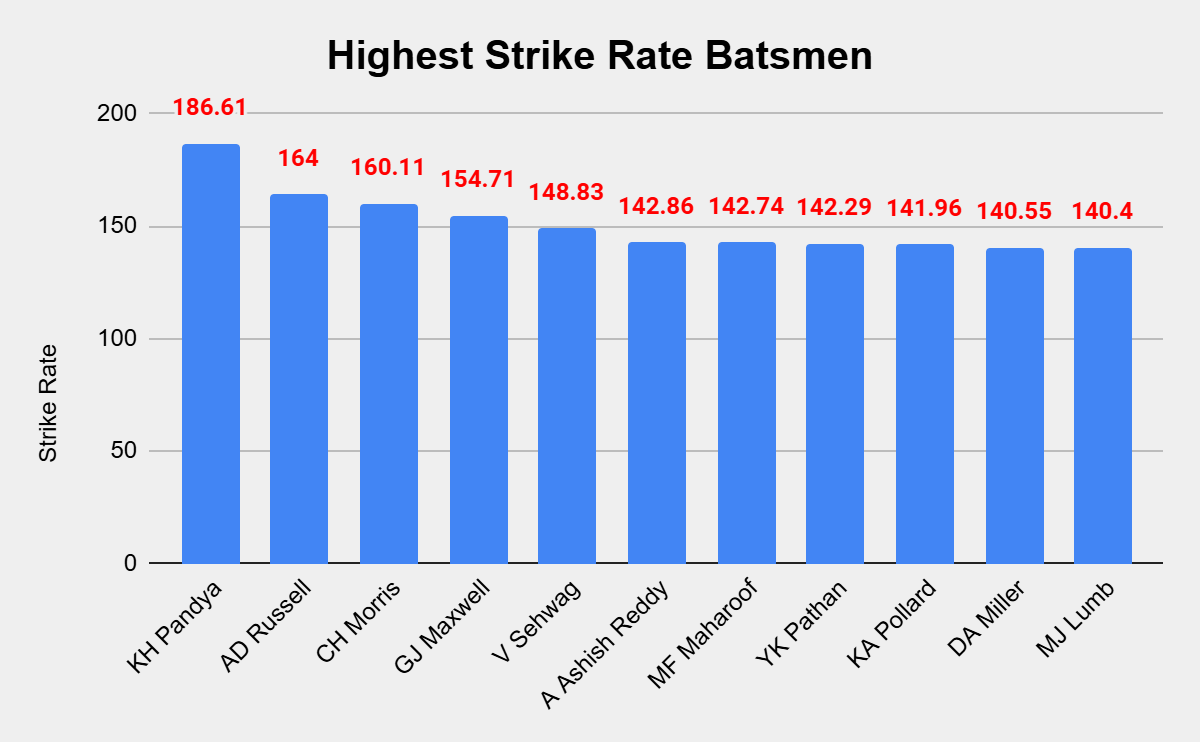 Highest Strike Rate Batsmen
Strike Rate
200
150
100
50
0
186.61
164
160.11
154.71
148.83
142.86
142.74
142.29
141.96
140.55
140.4
KH Pandya
AD Russell
CH Morris
GJ Maxwell
V Sehwag
A Ashish Reddy
MF Maharoof
YK Pathan
KA Pollard
DA Miller
MJ Lumb